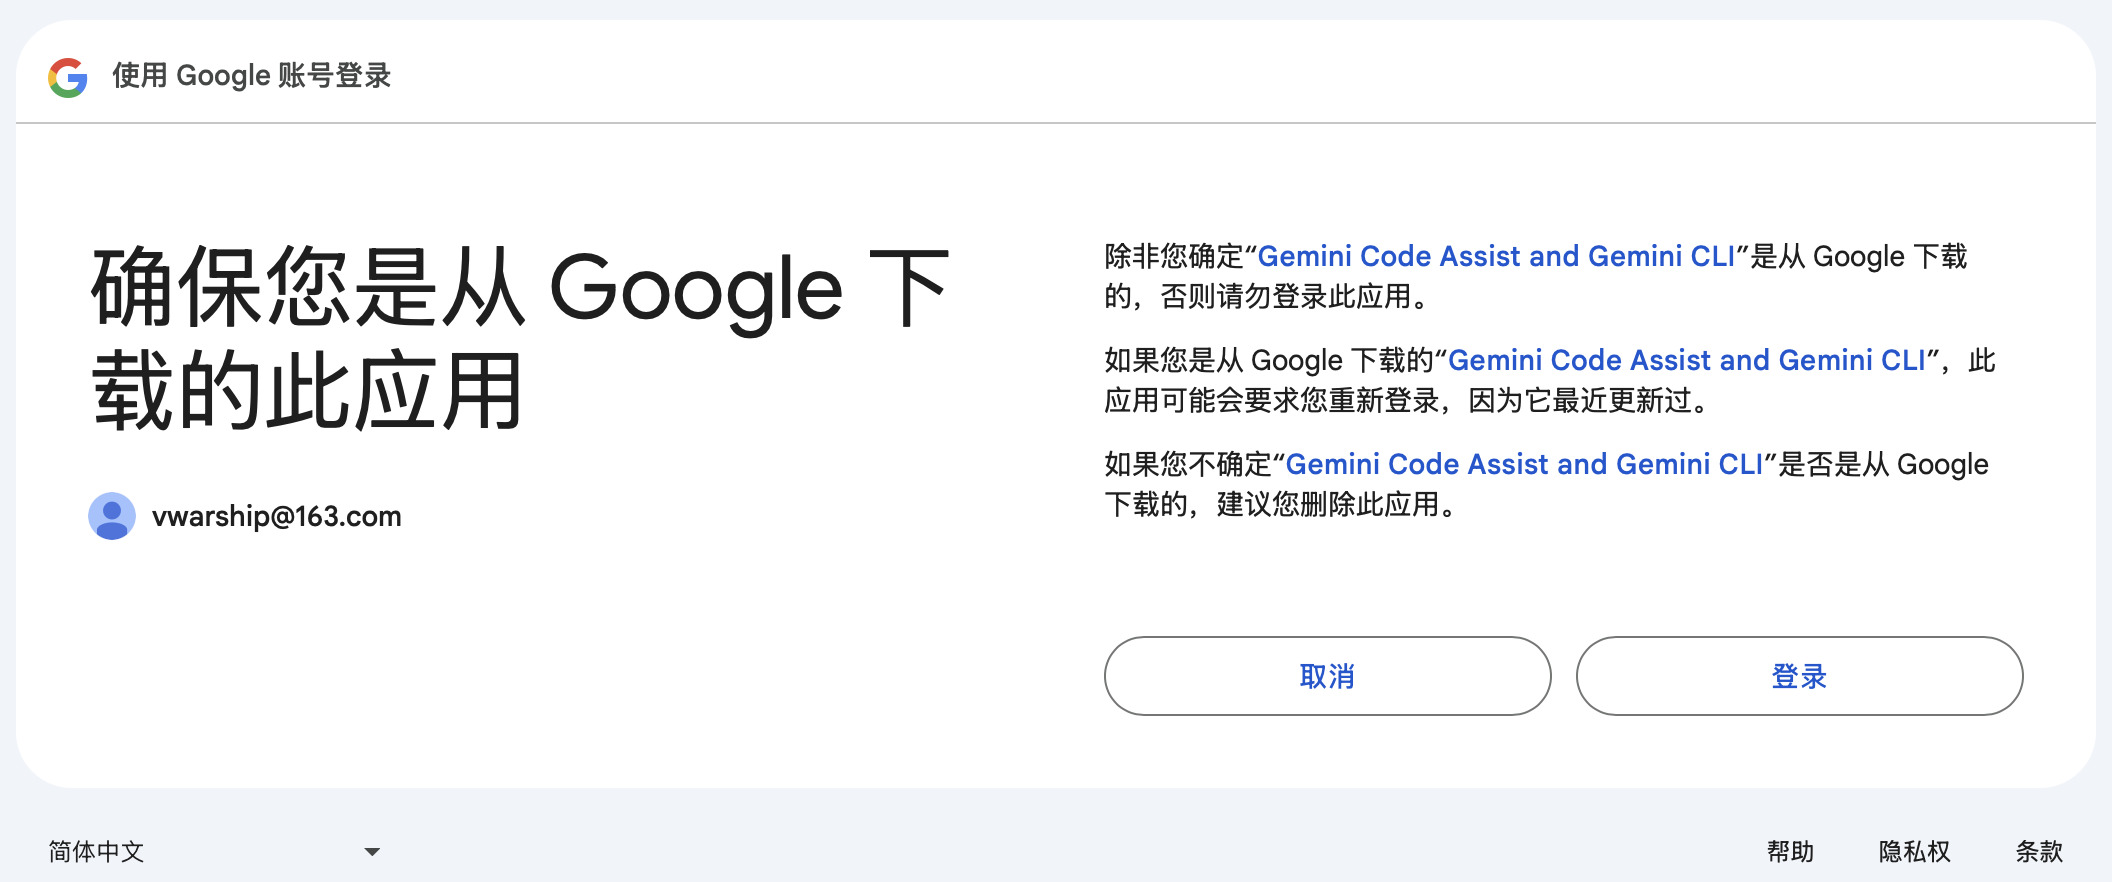 使用 Google 账号登录
确保您是从 Google 下
载的此应用
vwarship@163.com
除非您确定“Gemini Code Assist and Gemini CLI”是从 Google 下载
的，否则请勿登录此应用。
如果您是从 Google 下载的“Gemini Code Assist and Gemini CLI”，此
应用可能会要求您重新登录，因为它最近更新过。
如果您不确定“Gemini Code Assist and Gemini CLI”是否是从 Google
下载的，建议您删除此应用。
取消
登录
简体中文
帮助
隐私权
条款